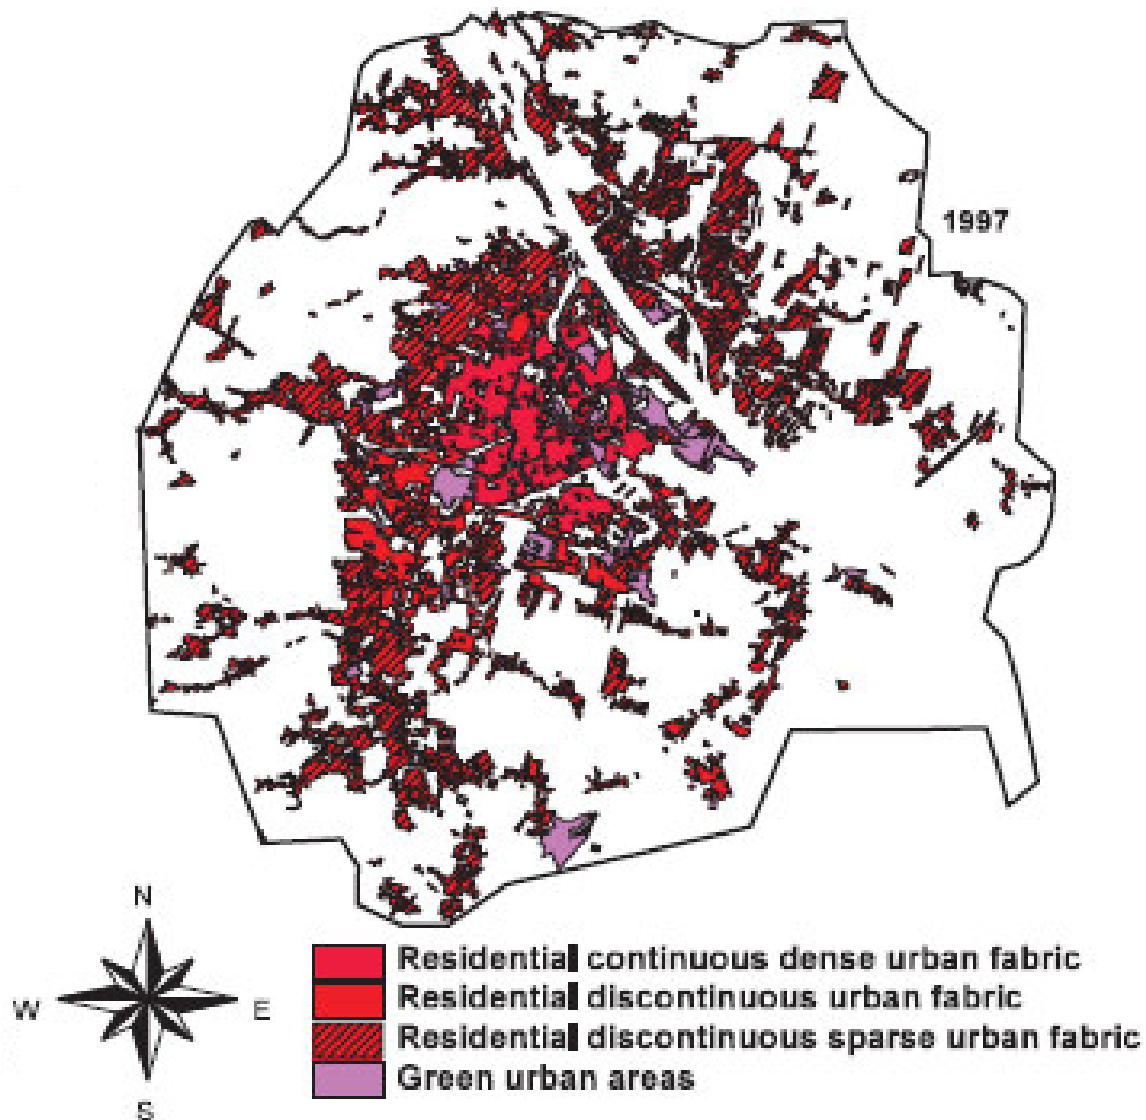 1997
N
W
E
S
Residential continuous dense urban fabric
Residential discontinuous urban fabric
Residential discontinuous sparse urban fabric
Green urban areas